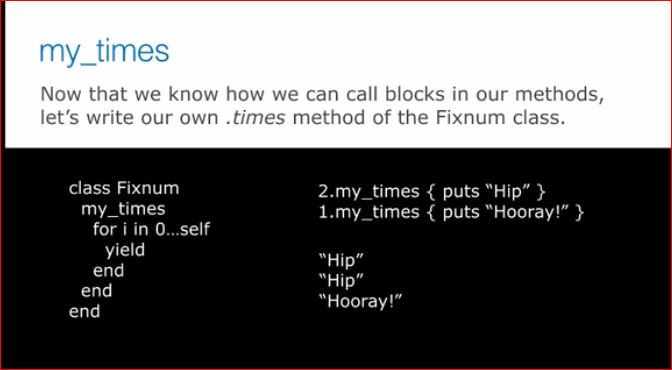 my_times
Now that we know how we can call blocks in our methods,
let’s write our own .times method of the Fixnum class.
class Fixnum
my_times
for i in 0…self
yield
end
end
end
2.my_times { puts “Hip” }
1.my_times { puts “Hooray!” }
“Hip”
“Hip”
“Hooray!”